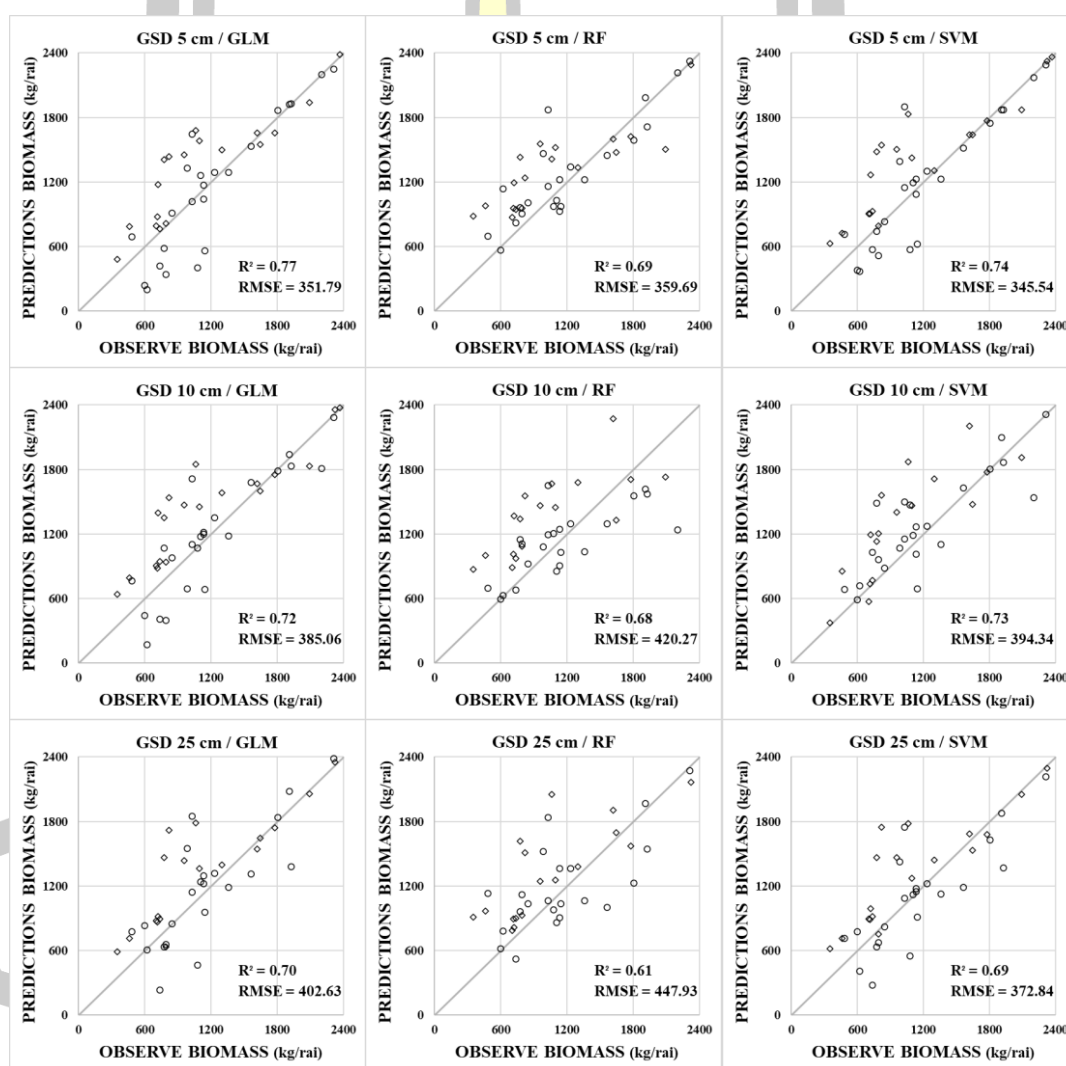 GSD 5 cm / GLM
PREDICTIONS BIOMASS (kg/rai)
2400
1800
1200
600
0
R² = 0.77
RMSE = 351.79
0 600 1200 1800 2400
OBSERVE BIOMASS (kg/rai)
GSD 5 cm / RF
PREDICTIONS BIOMASS (kg/rai)
2400
1800
1200
600
0
R² = 0.69
RMSE = 359.69
0 600 1200 1800 2400
OBSERVE BIOMASS (kg/rai)
GSD 5 cm / SVM
PREDICTIONS BIOMASS (kg/rai)
2400
1800
1200
600
0
R² = 0.74
RMSE = 345.54
0 600 1200 1800 2400
OBSERVE BIOMASS (kg/rai)
GSD 10 cm / GLM
PREDICTIONS BIOMASS (kg/rai)
2400
1800
1200
600
0
R² = 0.72
RMSE = 385.06
0 600 1200 1800 2400
OBSERVE BIOMASS (kg/rai)
GSD 10 cm / RF
PREDICTIONS BIOMASS (kg/rai)
2400
1800
1200
600
0
R² = 0.68
RMSE = 420.27
0 600 1200 1800 2400
OBSERVE BIOMASS (kg/rai)
GSD 10 cm / SVM
PREDICTIONS BIOMASS (kg/rai)
2400
1800
1200
600
0
R² = 0.73
RMSE = 394.34
0 600 1200 1800 2400
OBSERVE BIOMASS (kg/rai)
GSD 25 cm / GLM
PREDICTIONS BIOMASS (kg/rai)
2400
1800
1200
600
0
R² = 0.70
RMSE = 402.63
0 600 1200 1800 2400
OBSERVE BIOMASS (kg/rai)
GSD 25 cm / RF
PREDICTIONS BIOMASS (kg/rai)
2400
1800
1200
600
0
R² = 0.61
RMSE = 447.93
0 600 1200 1800 2400
OBSERVE BIOMASS (kg/rai)
GSD 25 cm / SVM
PREDICTIONS BIOMASS (kg/rai)
2400
1800
1200
600
0
R² = 0.69
RMSE = 372.84
0 600 1200 1800 2400
OBSERVE BIOMASS (kg/rai)